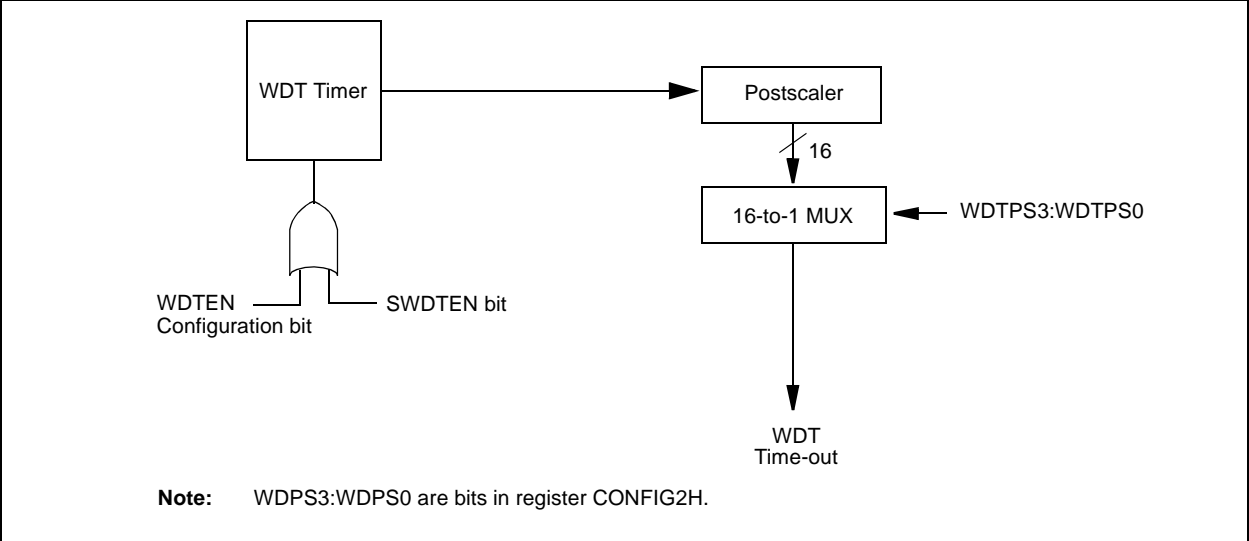 WDT Timer
Postscaler
16
16-to-1 MUX
WDTPS3:WDTPS0
WDTEN
Configuration bit
SWDTEN bit
WDT
Time-out
Note: WDPS3:WDPS0 are bits in register CONFIG2H.